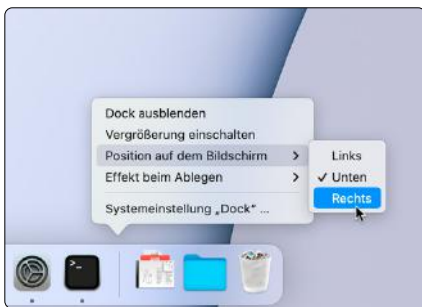 Dock ausblenden
Vergrößerung einschalten
Position auf dem Bildschirm
Links
Unten
Rechts
Effekt beim Ablegen
Systemeinstellung „Dock“ ...